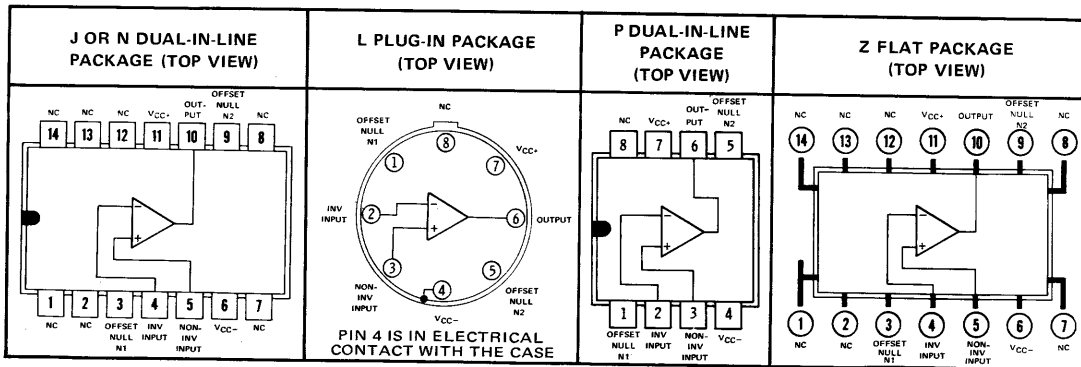 J OR N DUAL-IN-LINE
PACKAGE (TOP VIEW)
NC NC NC VCC+ OUT-
PUT OFFSET
NULL
N2 NC
14 13 12 11 10 9 8
- +
1 2 3 4 5 6 7
NC NC OFFSET
NULL
N1 INV
INPUT NON-
INV
INPUT VCC– NC
L PLUG-IN PACKAGE
(TOP VIEW)
NC
8
OFFSET
NULL
N1
1
7
VCC+
INV
INPUT
2
- +
6
OUTPUT
3
NON-
INV
INPUT
5
OFFSET
NULL
N2
4
VCC–
PIN 4 IS IN ELECTRICAL
CONTACT WITH THE CASE
P DUAL-IN-LINE
PACKAGE
(TOP VIEW)
NC VCC+ OUT-
PUT OFFSET
NULL
N2
8 7 6 5
- +
1 2 3 4
OFFSET
NULL
N1 INV
INPUT NON-
INV
INPUT VCC–
Z FLAT PACKAGE
(TOP VIEW)
NC NC NC VCC+ OUTPUT OFFSET
NULL
N2 NC
14 13 12 11 10 9 8
- +
1 2 3 4 5 6 7
NC NC OFFSET
NULL
N1 INV
INPUT NON-
INV
INPUT VCC– NC